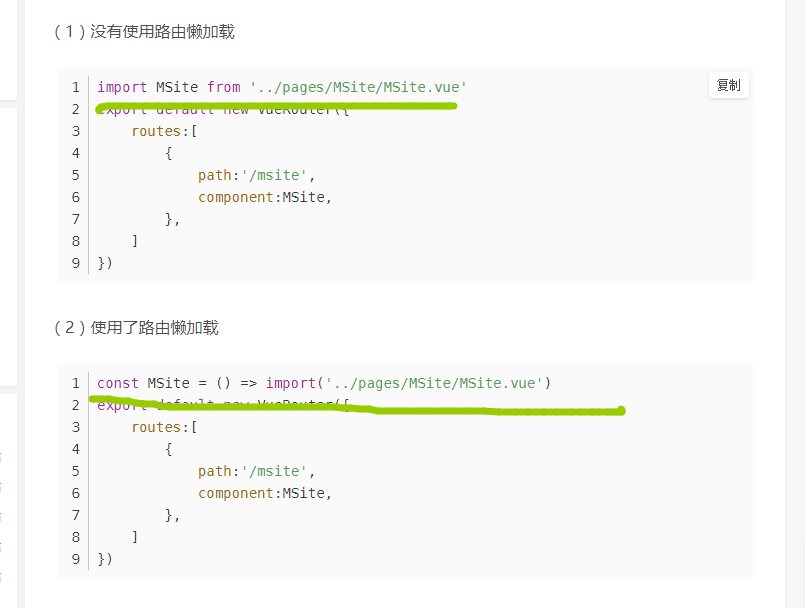 （1）没有使用路由懒加载
复制
1 import MSite from '../pages/MSite/MSite.vue'
2 export default new VueRouter({
3 routes:[
4 {
5 path:'/msite',
6 component:MSite,
7 },
8 ]
9 })
（2）使用了路由懒加载
1 const MSite = () => import('../pages/MSite/MSite.vue')
2 export default new VueRouter({
3 routes:[
4 {
5 path:'/msite',
6 component:MSite,
7 },
8 ]
9 })